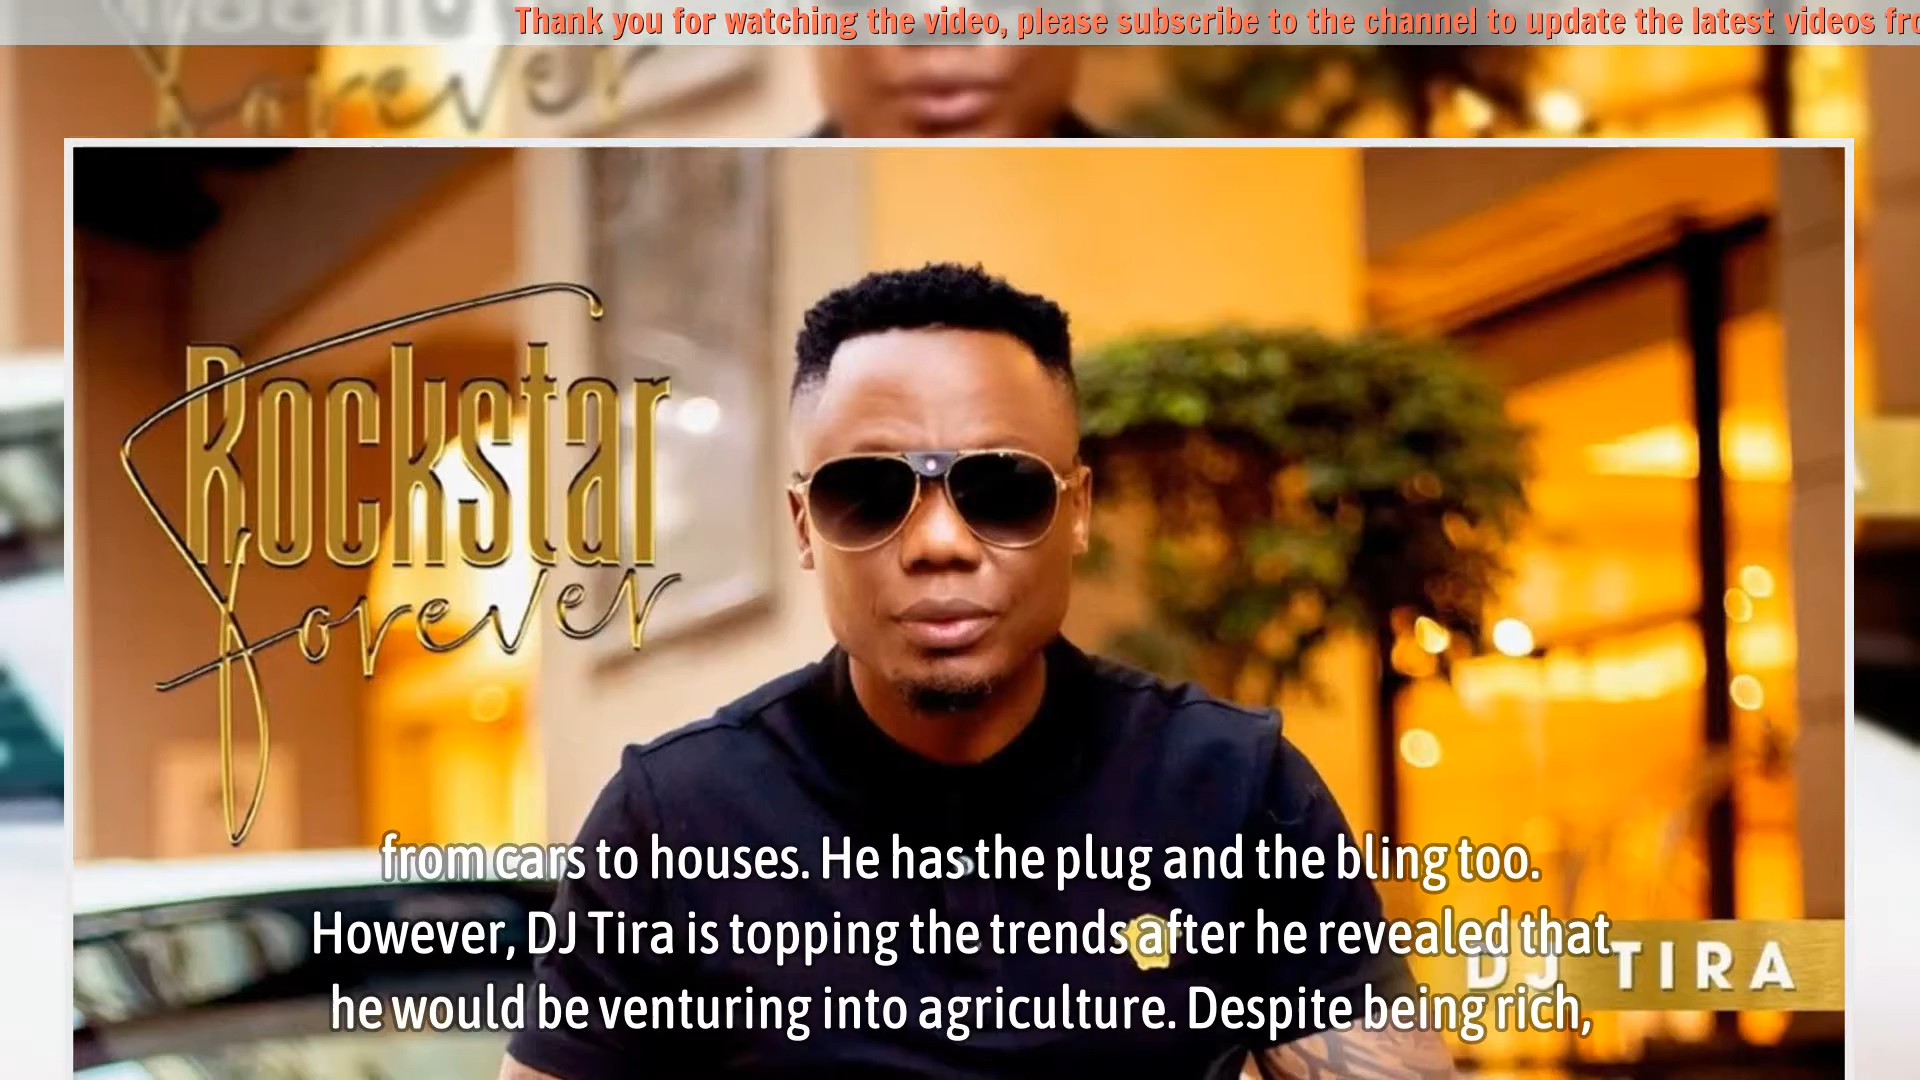 Thank you for watching the video, please subscribe to the channel to update the latest videos fro
Rockstar
forever
from cars to houses. He has the plug and the bling too.
However, DJ Tira is topping the trends after he revealed that
he would be venturing into agriculture. Despite being rich,
DJ TIRA